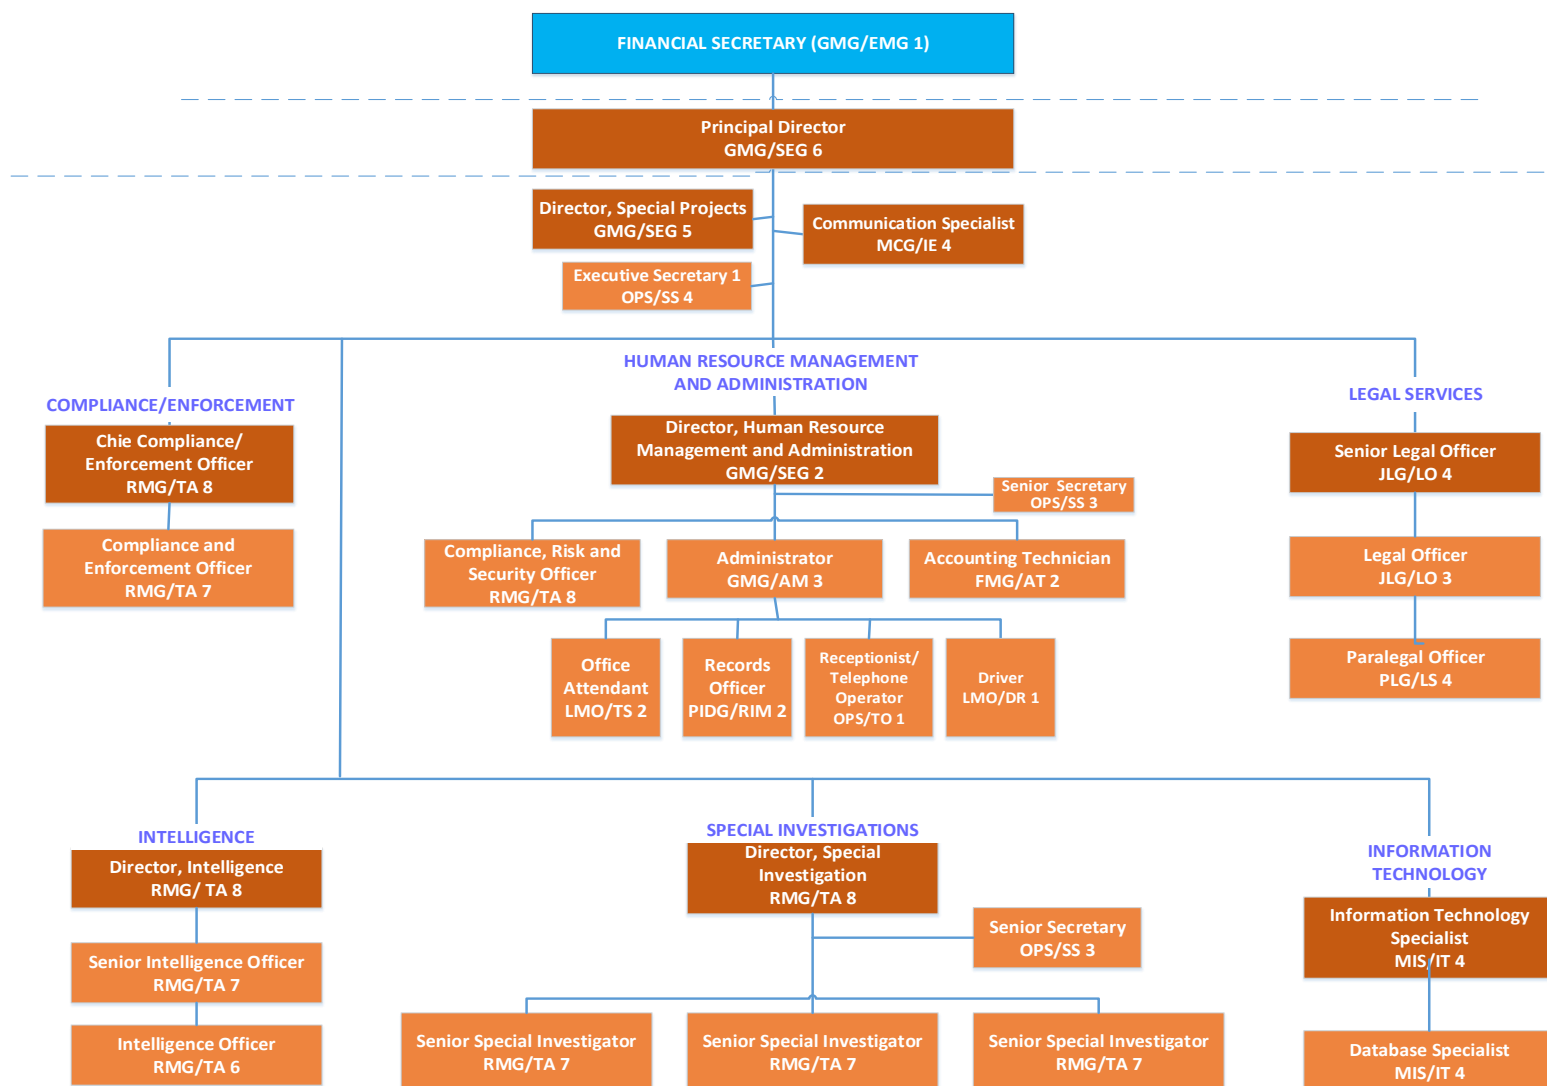 FINANCIAL SECRETARY (GMG/EMG 1)
Principal Director
GMG/SEG 6
Director, Special Projects
GMG/SEG 5
Communication Specialist
MCG/IE 4
Executive Secretary 1
OPS/SS 4
COMPLIANCE/ENFORCEMENT
Chie Compliance/
Enforcement Officer
RMG/TA 8
Compliance and
Enforcement Officer
RMG/TA 7
HUMAN RESOURCE MANAGEMENT
AND ADMINISTRATION
Director, Human Resource
Management and Administration
GMG/SEG 2
Senior Secretary
OPS/SS 3
Compliance, Risk and
Security Officer
RMG/TA 8
Administrator
GMG/AM 3
Accounting Technician
FMG/AT 2
Office
Attendant
LMO/TS 2
Records
Officer
PIDG/RIM 2
Receptionist/
Telephone
Operator
OPS/TO 1
Driver
LMO/DR 1
LEGAL SERVICES
Senior Legal Officer
JLG/LO 4
Legal Officer
JLG/LO 3
Paralegal Officer
PLG/LS 4
INTELLIGENCE
Director, Intelligence
RMG/ TA 8
Senior Intelligence Officer
RMG/TA 7
Intelligence Officer
RMG/TA 6
SPECIAL INVESTIGATIONS
Director, Special
Investigation
RMG/TA 8
Senior Secretary
OPS/SS 3
Senior Special Investigator
RMG/TA 7
Senior Special Investigator
RMG/TA 7
Senior Special Investigator
RMG/TA 7
INFORMATION
TECHNOLOGY
Information Technology
Specialist
MIS/IT 4
Database Specialist
MIS/IT 4